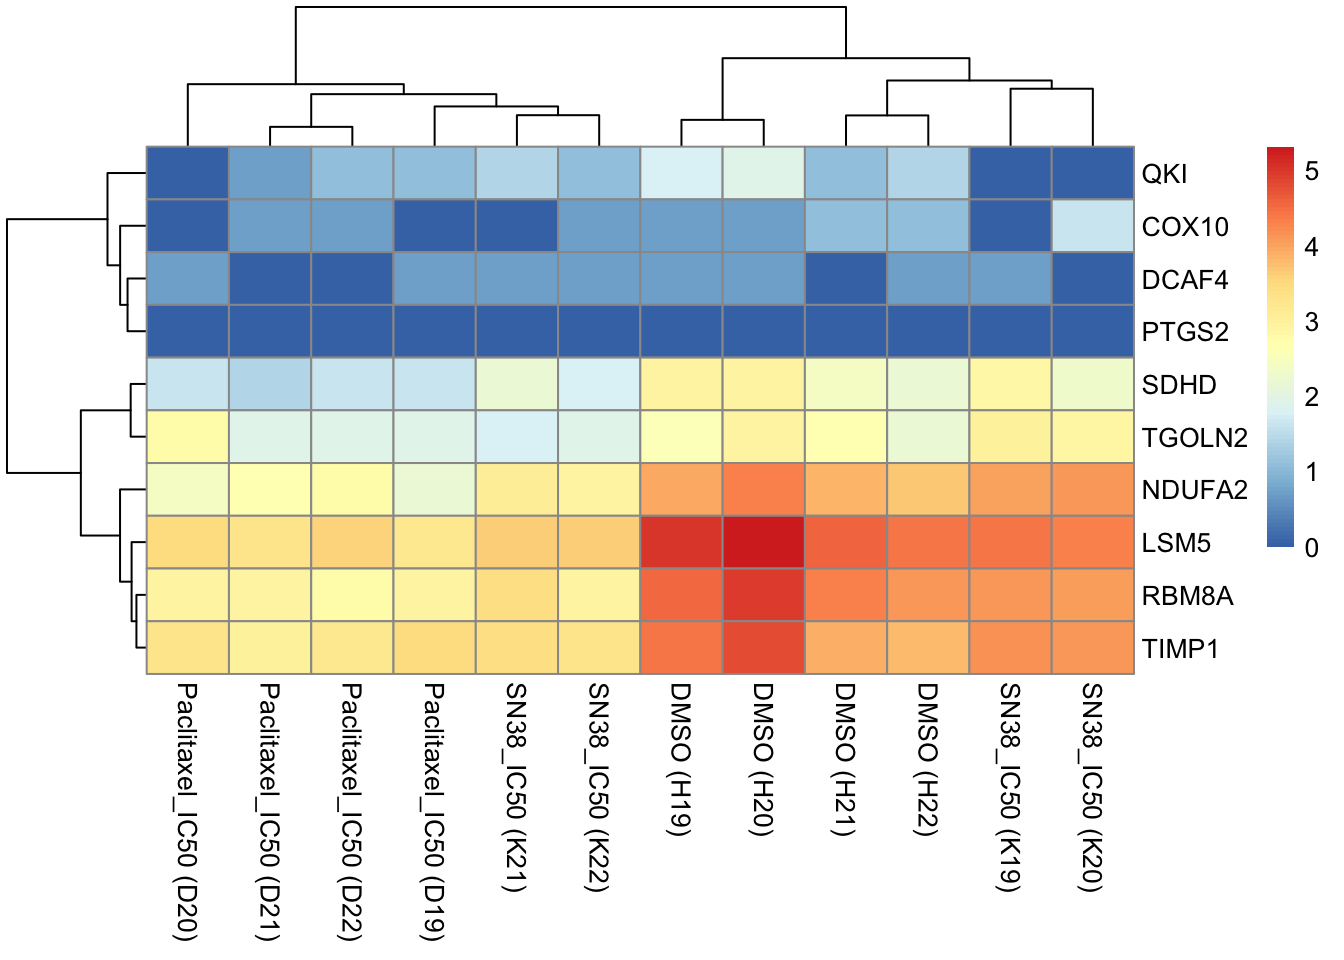 QKI
COX10
DCAF4
PTGS2
SDHD
TGOLN2
NDUFA2
LSM5
RBM8A
TIMP1
5
4
3
2
1
0
Paclitaxel_IC50 (D20)
Paclitaxel_IC50 (D21)
Paclitaxel_IC50 (D22)
Paclitaxel_IC50 (D19)
SN38_IC50 (K21)
SN38_IC50 (K22)
DMSO (H19)
DMSO (H20)
DMSO (H21)
DMSO (H22)
SN38_IC50 (K19)
SN38_IC50 (K20)